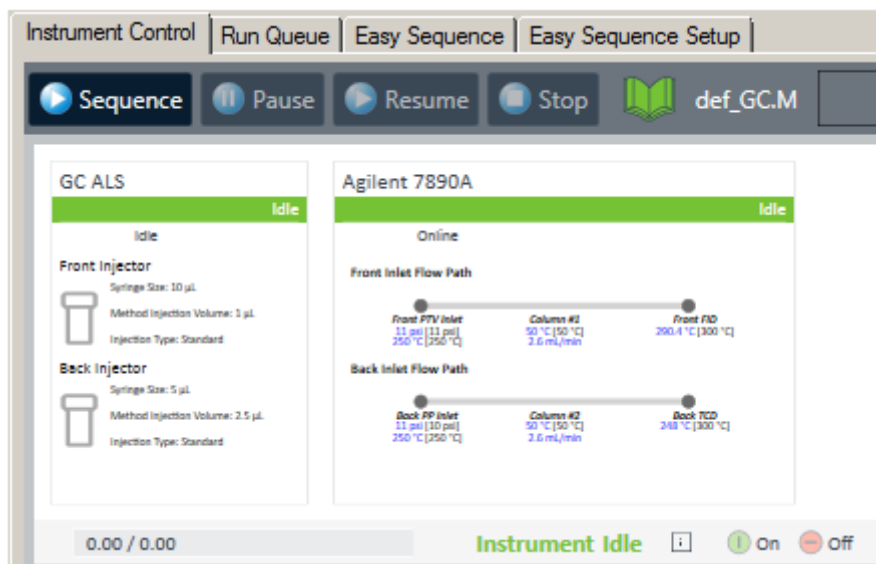 Instrument Control Run Queue Easy Sequence Easy Sequence Setup
Sequence Pause Resume Stop def_GC.M
GC ALS
Idle
Idle
Front Injector
Syringe Size: 10 µL
Method Injection Volume: 1 µL
Injection Type: Standard
Back Injector
Syringe Size: 5 µL
Method Injection Volume: 2.5 µL
Injection Type: Standard
Agilent 7890A
Idle
Online
Front Inlet Flow Path
Front PTV Inlet Column #1 Front FID
11 psi [11 psi] 50 °C [50 °C] 290.4 °C [300 °C]
250 °C [250 °C] 2.6 mL/min
Back Inlet Flow Path
Back PP Inlet Column #2 Back TCD
11 psi [10 psi] 50 °C [50 °C] 248 °C [300 °C]
250 °C [250 °C] 2.6 mL/min
0.00 / 0.00 Instrument Idle i On Off